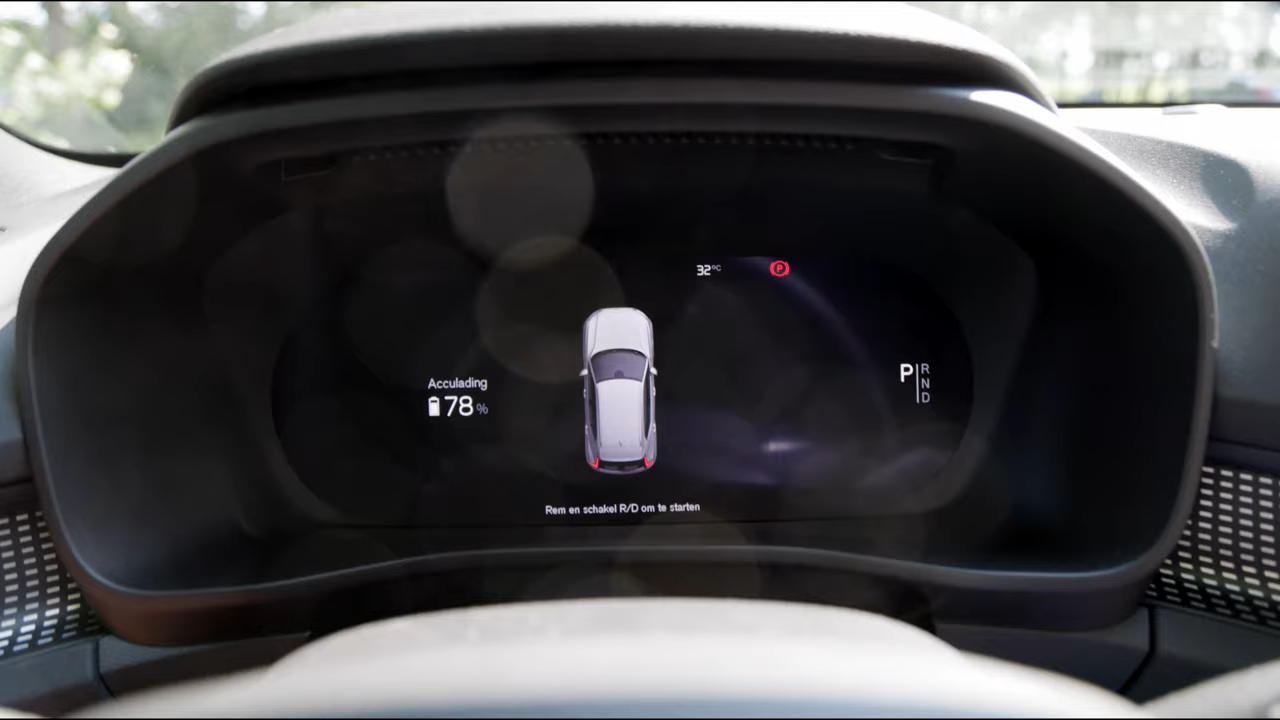 32°C
P
Acculading
78 %
P R
N
D
Rem en schakel R/D om te starten